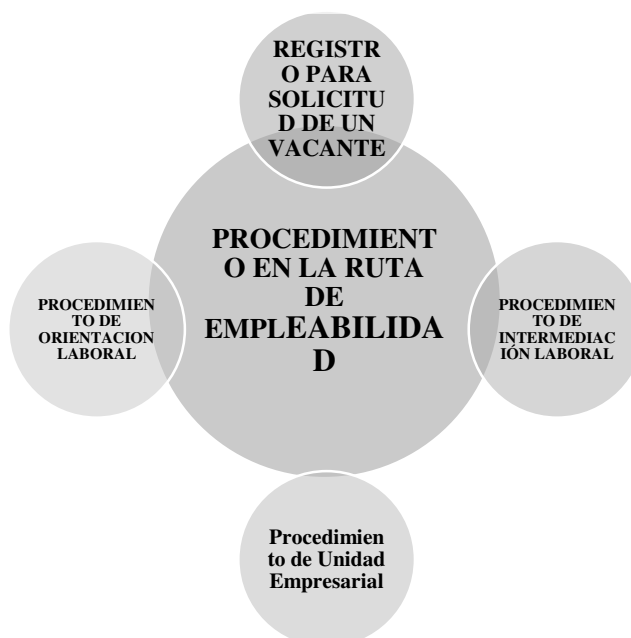 REGISTR
O PARA
SOLICITU
D DE UN
VACANTE
PROCEDIMIENT
O EN LA RUTA
DE
EMPLEABILIDA
D
PROCEDIMIEN
TO DE
ORIENTACION
LABORAL
PROCEDIMIEN
TO DE
INTERMEDIAC
IÓN LABORAL
Procedimien
to de Unidad
Empresarial